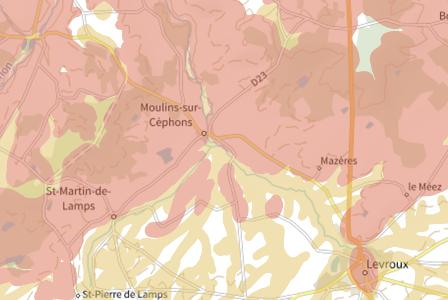 D23
Moulins-sur-
Céphons
Mazères
St-Martin-de-
Lamps
le Méez
Levroux
St-Pierre de Lamps